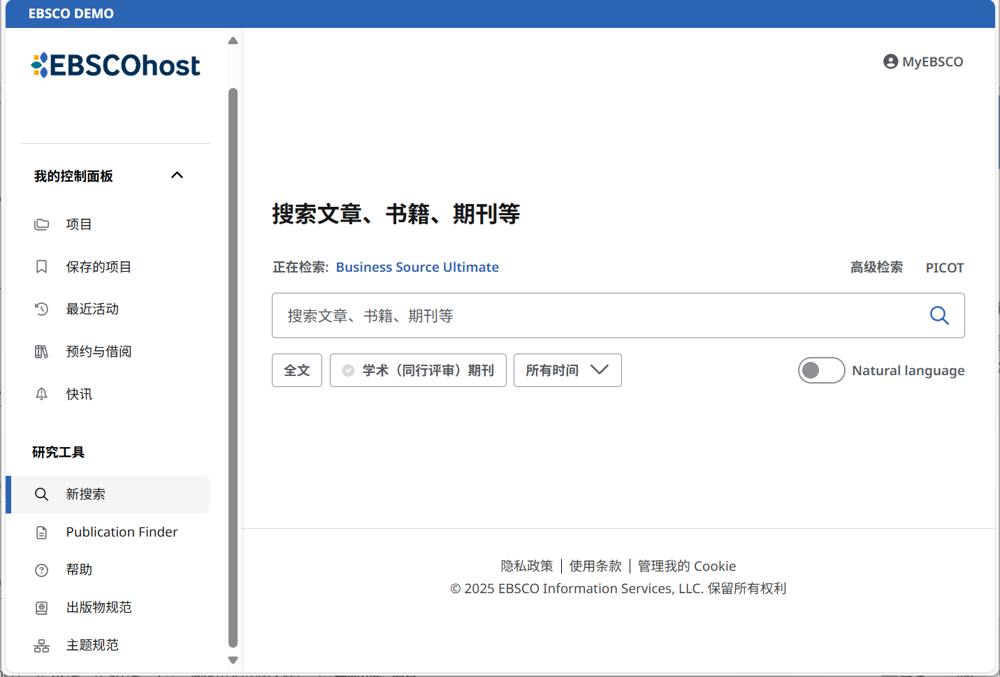 EBSCO DEMO
EBSCOhost
MyEBSCO
我的控制面板
项目
保存的项目
最近活动
预约与借阅
快讯
研究工具
新搜索
Publication Finder
帮助
出版物规范
主题规范
搜索文章、书籍、期刊等
正在检索: Business Source Ultimate
高级检索 PICOT
搜索文章、书籍、期刊等
全文 学术（同行评审）期刊 所有时间 Natural language
隐私政策 使用条款 管理我的 Cookie
© 2025 EBSCO Information Services, LLC. 保留所有权利